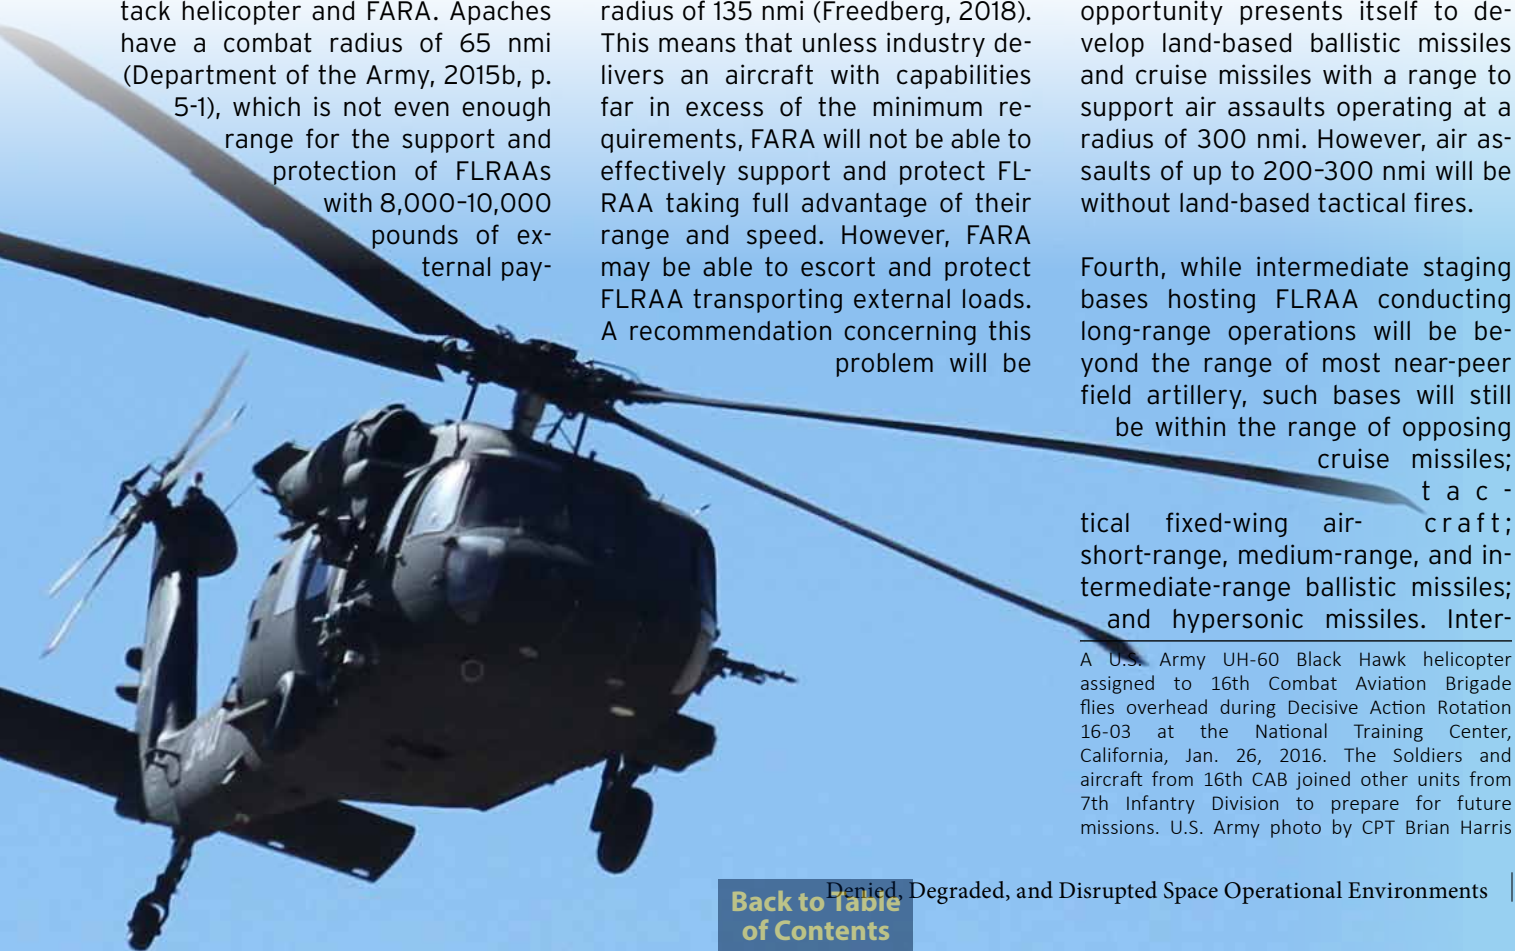 tack helicopter and FARA. Apaches
have a combat radius of 65 nmi
(Department of the Army, 2015b, p.
5-1), which is not even enough
range for the support and
protection of FLRAAs
with 8,000–10,000
pounds of ex-
ternal pay-
radius of 135 nmi (Freedberg, 2018).
This means that unless industry de-
livers an aircraft with capabilities
far in excess of the minimum re-
quirements, FARA will not be able to
effectively support and protect FL-
RAA taking full advantage of their
range and speed. However, FARA
may be able to escort and protect
FLRAA transporting external loads.
A recommendation concerning this
problem will be
opportunity presents itself to de-
velop land-based ballistic missiles
and cruise missiles with a range to
support air assaults operating at a
radius of 300 nmi. However, air as-
saults of up to 200–300 nmi will be
without land-based tactical fires.
Fourth, while intermediate staging
bases hosting FLRAA conducting
long-range operations will be be-
yond the range of most near-peer
field artillery, such bases will still
be within the range of opposing
cruise missiles;
tac-
tical fixed-wing air- craft;
short-range, medium-range, and in-
termediate-range ballistic missiles;
and hypersonic missiles. Inter-
A U.S. Army UH-60 Black Hawk helicopter
assigned to 16th Combat Aviation Brigade
flies overhead during Decisive Action Rotation
16-03 at the National Training Center,
California, Jan. 26, 2016. The Soldiers and
aircraft from 16th CAB joined other units from
7th Infantry Division to prepare for future
missions. U.S. Army photo by CPT Brian Harris
Denied, Degraded, and Disrupted Space Operational Environments |
Back to Table
of Contents